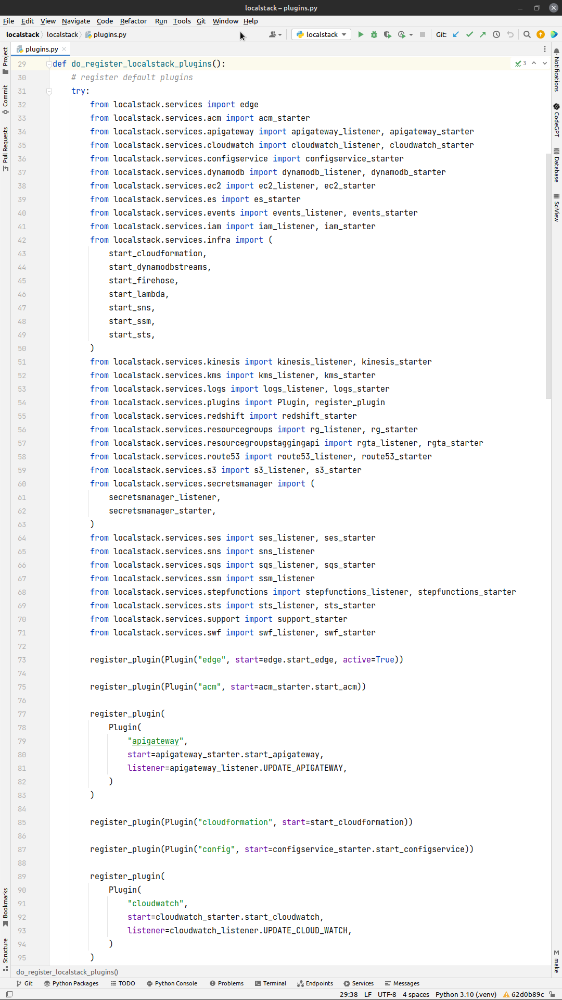 localstack – plugins.py
File Edit View Navigate Code Refactor Run Tools Git Window Help
localstack localstack plugins.py localstack Git:
plugins.py
Project
Commit
Pull Requests
Bookmarks
Structure
Notifications
CodeGPT
Database
SciView
make
3
29 def do_register_localstack_plugins():
30 # register default plugins
31 try:
32 from localstack.services import edge
33 from localstack.services.acm import acm_starter
34 from localstack.services.apigateway import apigateway_listener, apigateway_starter
35 from localstack.services.cloudwatch import cloudwatch_listener, cloudwatch_starter
36 from localstack.services.configservice import configservice_starter
37 from localstack.services.dynamodb import dynamodb_listener, dynamodb_starter
38 from localstack.services.ec2 import ec2_listener, ec2_starter
39 from localstack.services.es import es_starter
40 from localstack.services.events import events_listener, events_starter
41 from localstack.services.iam import iam_listener, iam_starter
42 from localstack.services.infra import (
43 start_cloudformation,
44 start_dynamodbstreams,
45 start_firehose,
46 start_lambda,
47 start_sns,
48 start_ssm,
49 start_sts,
50 )
51 from localstack.services.kinesis import kinesis_listener, kinesis_starter
52 from localstack.services.kms import kms_listener, kms_starter
53 from localstack.services.logs import logs_listener, logs_starter
54 from localstack.services.plugins import Plugin, register_plugin
55 from localstack.services.redshift import redshift_starter
56 from localstack.services.resourcegroups import rg_listener, rg_starter
57 from localstack.services.resourcegroupstaggingapi import rgta_listener, rgta_starter
58 from localstack.services.route53 import route53_listener, route53_starter
59 from localstack.services.s3 import s3_listener, s3_starter
60 from localstack.services.secretsmanager import (
61 secretsmanager_listener,
62 secretsmanager_starter,
63 )
64 from localstack.services.ses import ses_listener, ses_starter
65 from localstack.services.sns import sns_listener
66 from localstack.services.sqs import sqs_listener, sqs_starter
67 from localstack.services.ssm import ssm_listener
68 from localstack.services.stepfunctions import stepfunctions_listener, stepfunctions_starter
69 from localstack.services.sts import sts_listener, sts_starter
70 from localstack.services.support import support_starter
71 from localstack.services.swf import swf_listener, swf_starter
72
73 register_plugin(Plugin("edge", start=edge.start_edge, active=True))
74
75 register_plugin(Plugin("acm", start=acm_starter.start_acm))
76
77 register_plugin(
78 Plugin(
79 "apigateway",
80 start=apigateway_starter.start_apigateway,
81 listener=apigateway_listener.UPDATE_APIGATEWAY,
82 )
83 )
84
85 register_plugin(Plugin("cloudformation", start=start_cloudformation))
86
87 register_plugin(Plugin("config", start=configservice_starter.start_configservice))
88
89 register_plugin(
90 Plugin(
91 "cloudwatch",
92 start=cloudwatch_starter.start_cloudwatch,
93 listener=cloudwatch_listener.UPDATE_CLOUD_WATCH,
94 )
95 )
do_register_localstack_plugins()
Git Python Packages TODO Python Console Problems Terminal Endpoints Services Messages
29:38 LF UTF-8 4 spaces Python 3.10 (.venv) 62d0b89c